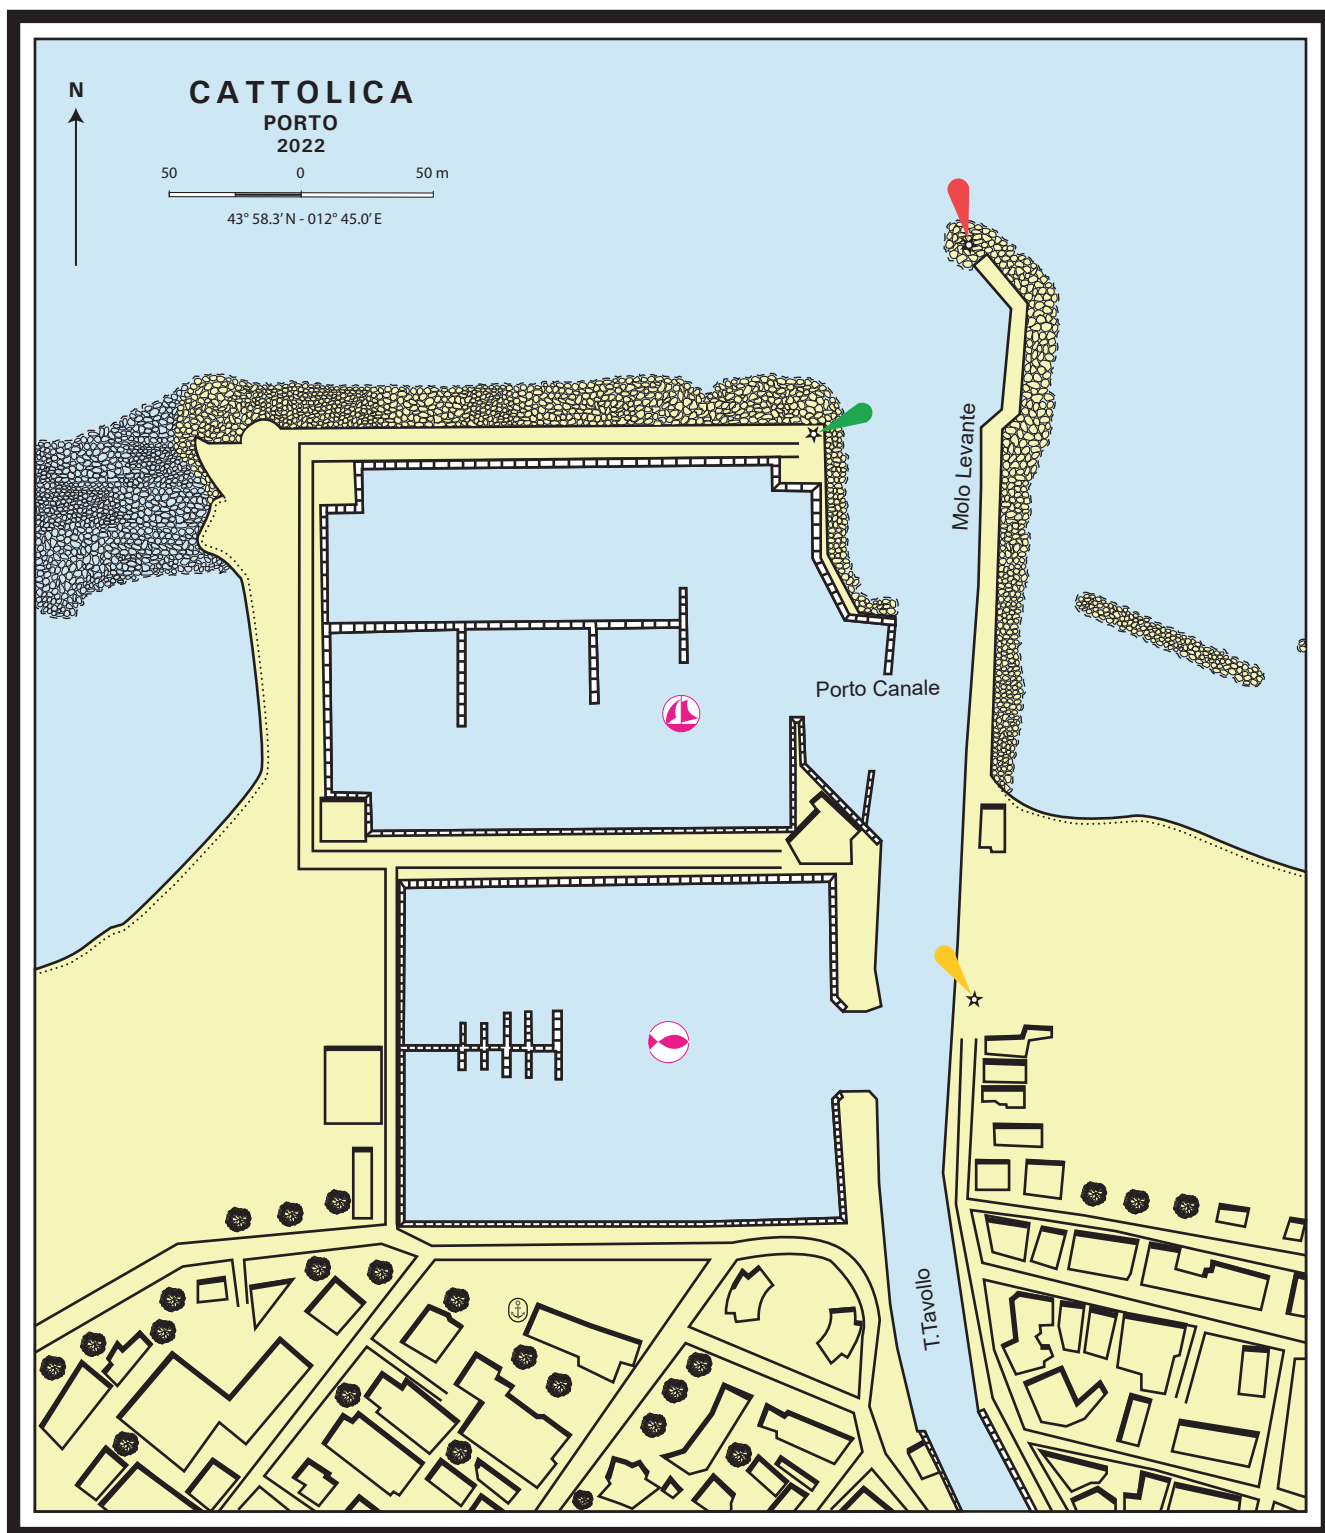 N
CATTOLICA
PORTO
2022
50 0 50 m
43° 58.3' N - 012° 45.0' E
Molo Levante
Porto Canale
T.Tavollo